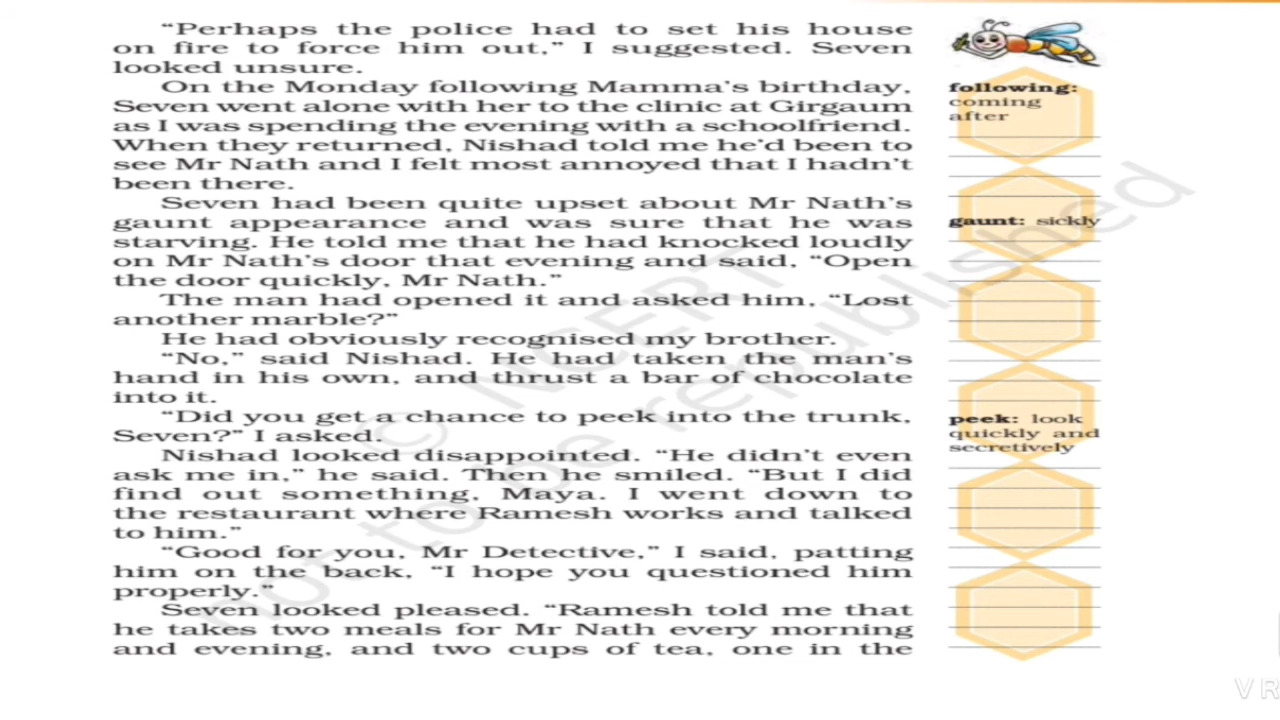 “Perhaps the police had to set his house
on fire to force him out,” I suggested. Seven
looked unsure.
On the Monday following Mamma’s birthday,
Seven went alone with her to the clinic at Girgaum
as I was spending the evening with a schoolfriend.
When they returned, Nishad told me he’d been to
see Mr Nath and I felt most annoyed that I hadn’t
been there.
Seven had been quite upset about Mr Nath’s
gaunt appearance and was sure that he was
starving. He told me that he had knocked loudly
on Mr Nath’s door that evening and said, “Open
the door quickly, Mr Nath.”
The man had opened it and asked him, “Lost
another marble?”
He had obviously recognised my brother.
“No,” said Nishad. He had taken the man’s
hand in his own, and thrust a bar of chocolate
into it.
“Did you get a chance to peek into the trunk,
Seven?” I asked.
Nishad looked disappointed. “He didn’t even
ask me in,” he said. Then he smiled. “But I did
find out something, Maya. I went down to
the restaurant where Ramesh works and talked
to him.”
“Good for you, Mr Detective,” I said, patting
him on the back, “I hope you questioned him
properly.”
Seven looked pleased. “Ramesh told me that
he takes two meals for Mr Nath every morning
and evening, and two cups of tea, one in the
following:
coming
after
gaunt: sickly
peek: look
quickly and
secretively
© NCERT
not to be republished
VR